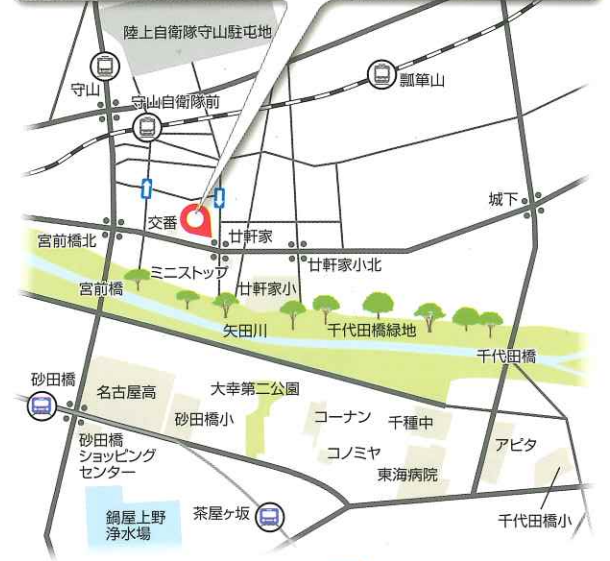 陸上自衛隊守山駐屯地
守山
瓢箪山
守山自衛隊前
城下
交番
廿軒家
宮前橋北
ミニストップ
廿軒家小北
宮前橋
廿軒家小
矢田川
千代田橋緑地
千代田橋
砂田橋
名古屋高
大幸第二公園
砂田橋小
コーナン
千種中
砂田橋
ショッピング
センター
コノミヤ
アピタ
東海病院
鍋屋上野
浄水場
茶屋ヶ坂
千代田橋小